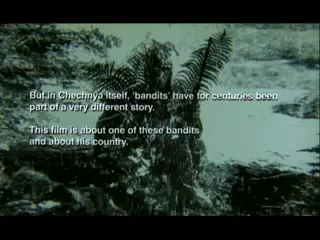 But in Chechnya itself, 'bandits' have for centuries been
part of a very different story.
This film is about one of these bandits
and about his country.